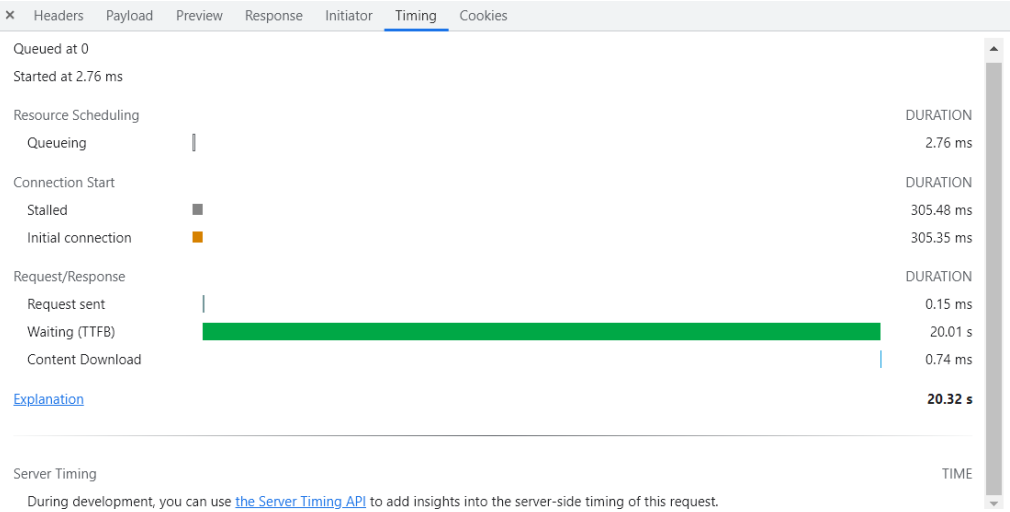 × Headers Payload Preview Response Initiator Timing Cookies
Queued at 0
Started at 2.76 ms
Resource Scheduling DURATION
Queueing 2.76 ms
Connection Start DURATION
Stalled 305.48 ms
Initial connection 305.35 ms
Request/Response DURATION
Request sent 0.15 ms
Waiting (TTFB) 20.01 s
Content Download 0.74 ms
Explanation 20.32 s
Server Timing TIME
During development, you can use the Server Timing API to add insights into the server-side timing of this request.